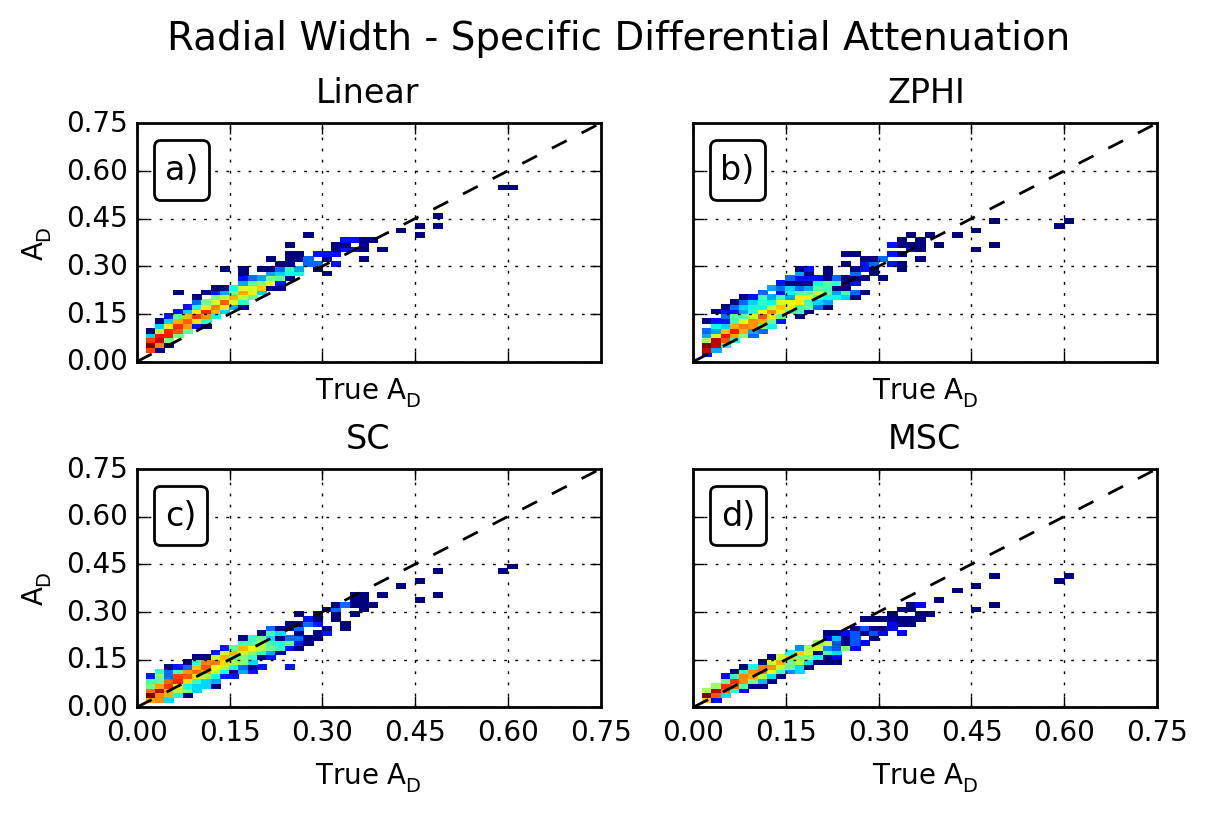 Radial Width - Specific Differential Attenuation
Linear
ZPHI
0.75
0.60
0.45
0.30
0.15
0.00
A_D
a)
b)
True A_D
True A_D
SC
MSC
0.75
0.60
0.45
0.30
0.15
0.00
A_D
c)
d)
0.00 0.15 0.30 0.45 0.60 0.75
0.00 0.15 0.30 0.45 0.60 0.75
True A_D
True A_D